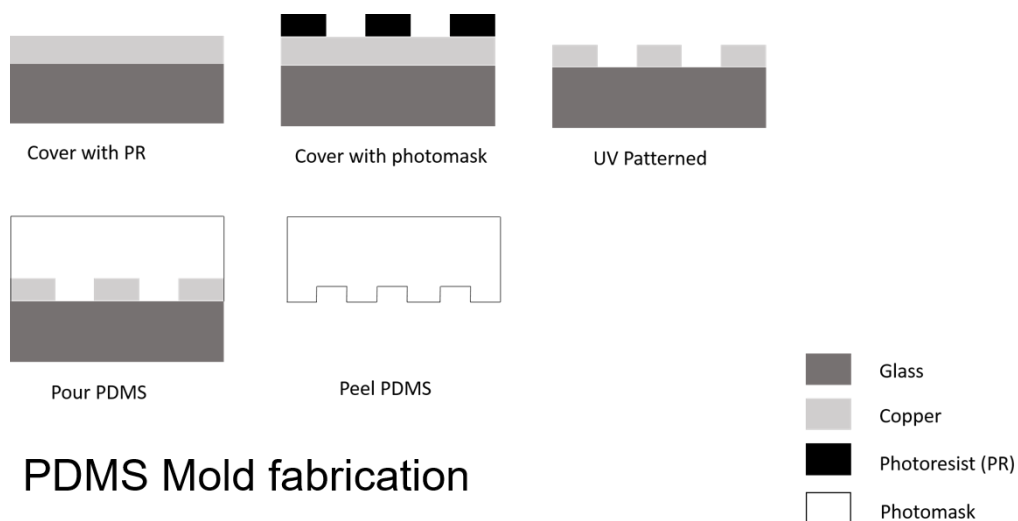 Cover with PR
Cover with photomask
UV Patterned
Pour PDMS
Peel PDMS
Glass
Copper
Photoresist (PR)
Photomask
PDMS Mold fabrication